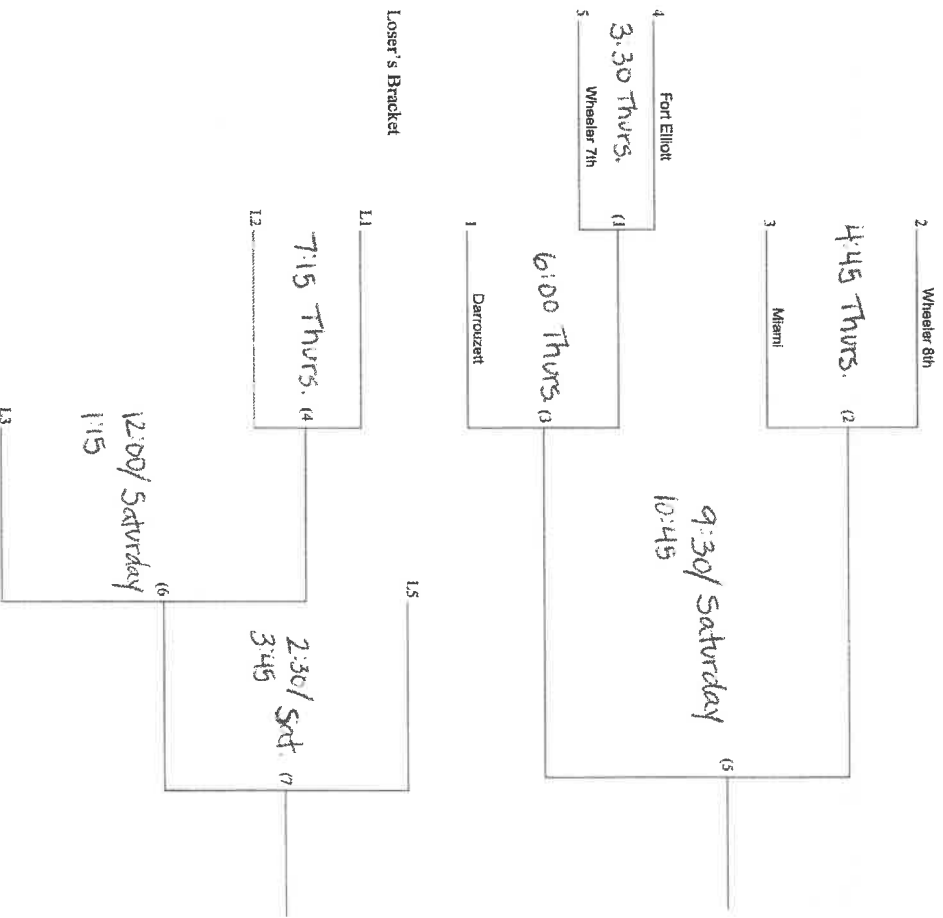 2 Wheeler 8th
4:45 Thurs. (2
3 Miami
9:30/ Saturday
10:45
(5
4 Fort Elliott
3:30 Thurs.
(1
5 Wheeler 7th
6:00 Thurs. (3
1 Darrouzett
Loser's Bracket
L5
L1
7:15 Thurs. (4
L2
2:30/ Sat. (7
3:45
12:00/ Saturday (6
1:15
L3